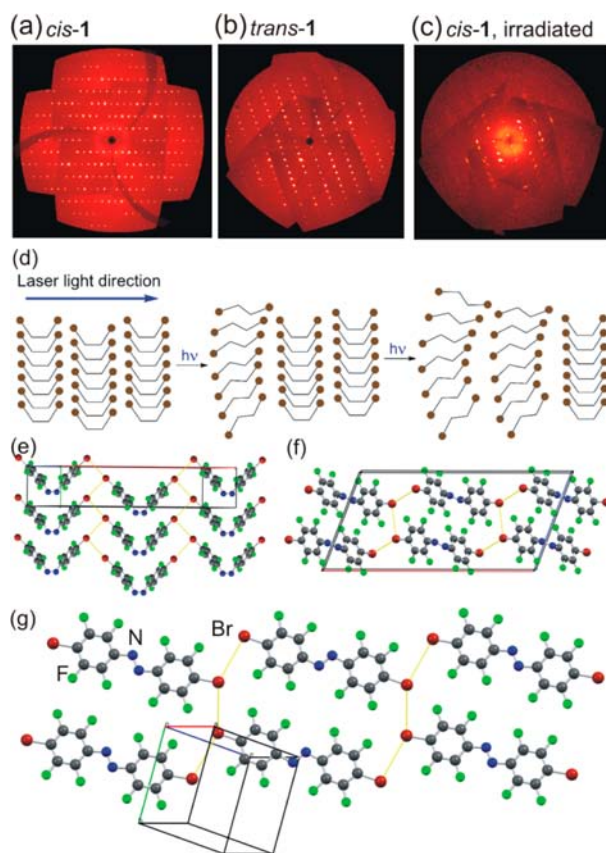 (a) cis-1 (b) trans-1 (c) cis-1, irradiated
(d)
Laser light direction
hν hν
(e) (f)
(g)
N Br
F